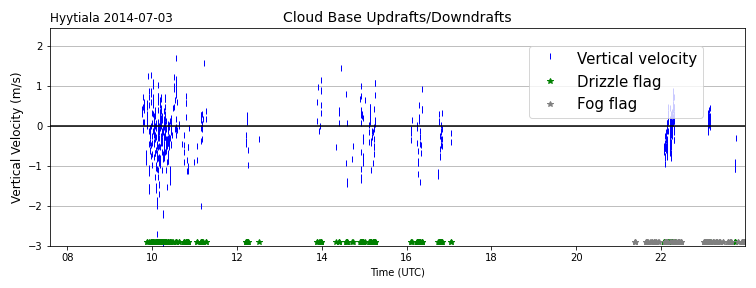 Hyytiala 2014-07-03
Cloud Base Updrafts/Downdrafts
Vertical Velocity (m/s)
2
1
0
−1
−2
−3
Vertical velocity
Drizzle flag
Fog flag
08 10 12 14 16 18 20 22
Time (UTC)